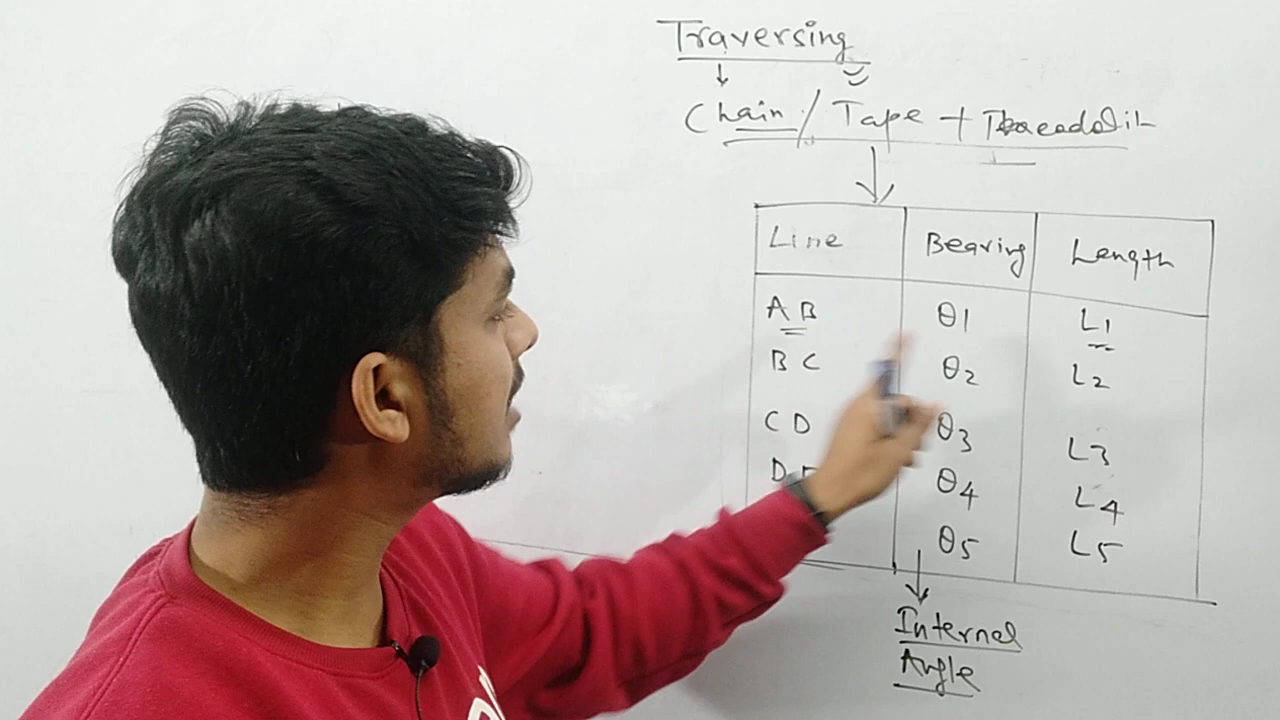 Traversing
Chain / Tape +
Line Bearing Length
AB θ1 L1
BC θ2 L2
CD θ3 L3
D θ4 L4
θ5 L5
Internal
Angle